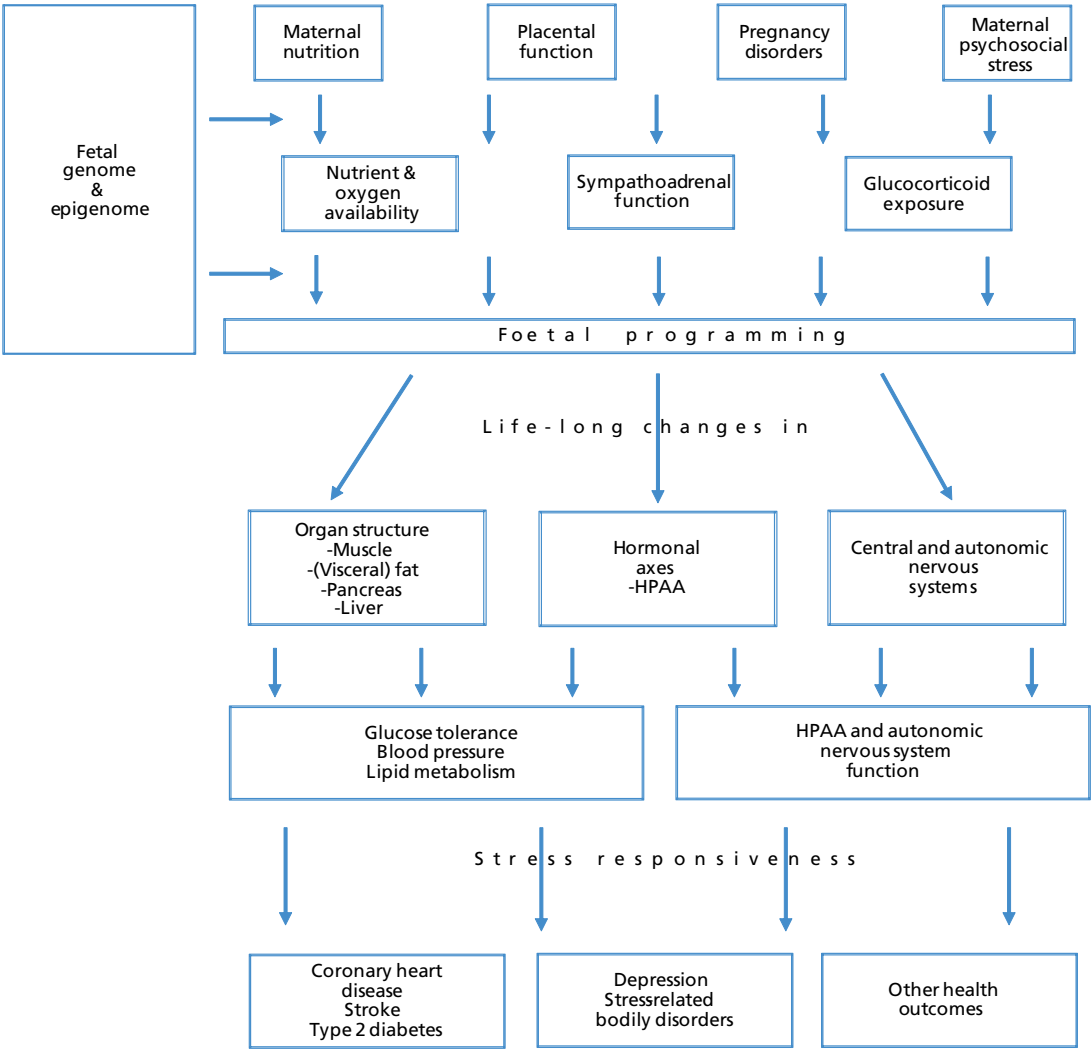 Maternal
nutrition
Placental
function
Pregnancy
disorders
Maternal
psychosocial
stress
Fetal
genome
&
epigenome
Nutrient &
oxygen
availability
Sympathoadrenal
function
Glucocorticoid
exposure
Foetal programming
Life-long changes in
Organ structure
-Muscle
-(Visceral) fat
-Pancreas
-Liver
Hormonal
axes
-HPAA
Central and autonomic
nervous
systems
Glucose tolerance
Blood pressure
Lipid metabolism
HPAA and autonomic
nervous system
function
Stress responsiveness
Coronary heart
disease
Stroke
Type 2 diabetes
Depression
Stressrelated
bodily disorders
Other health
outcomes